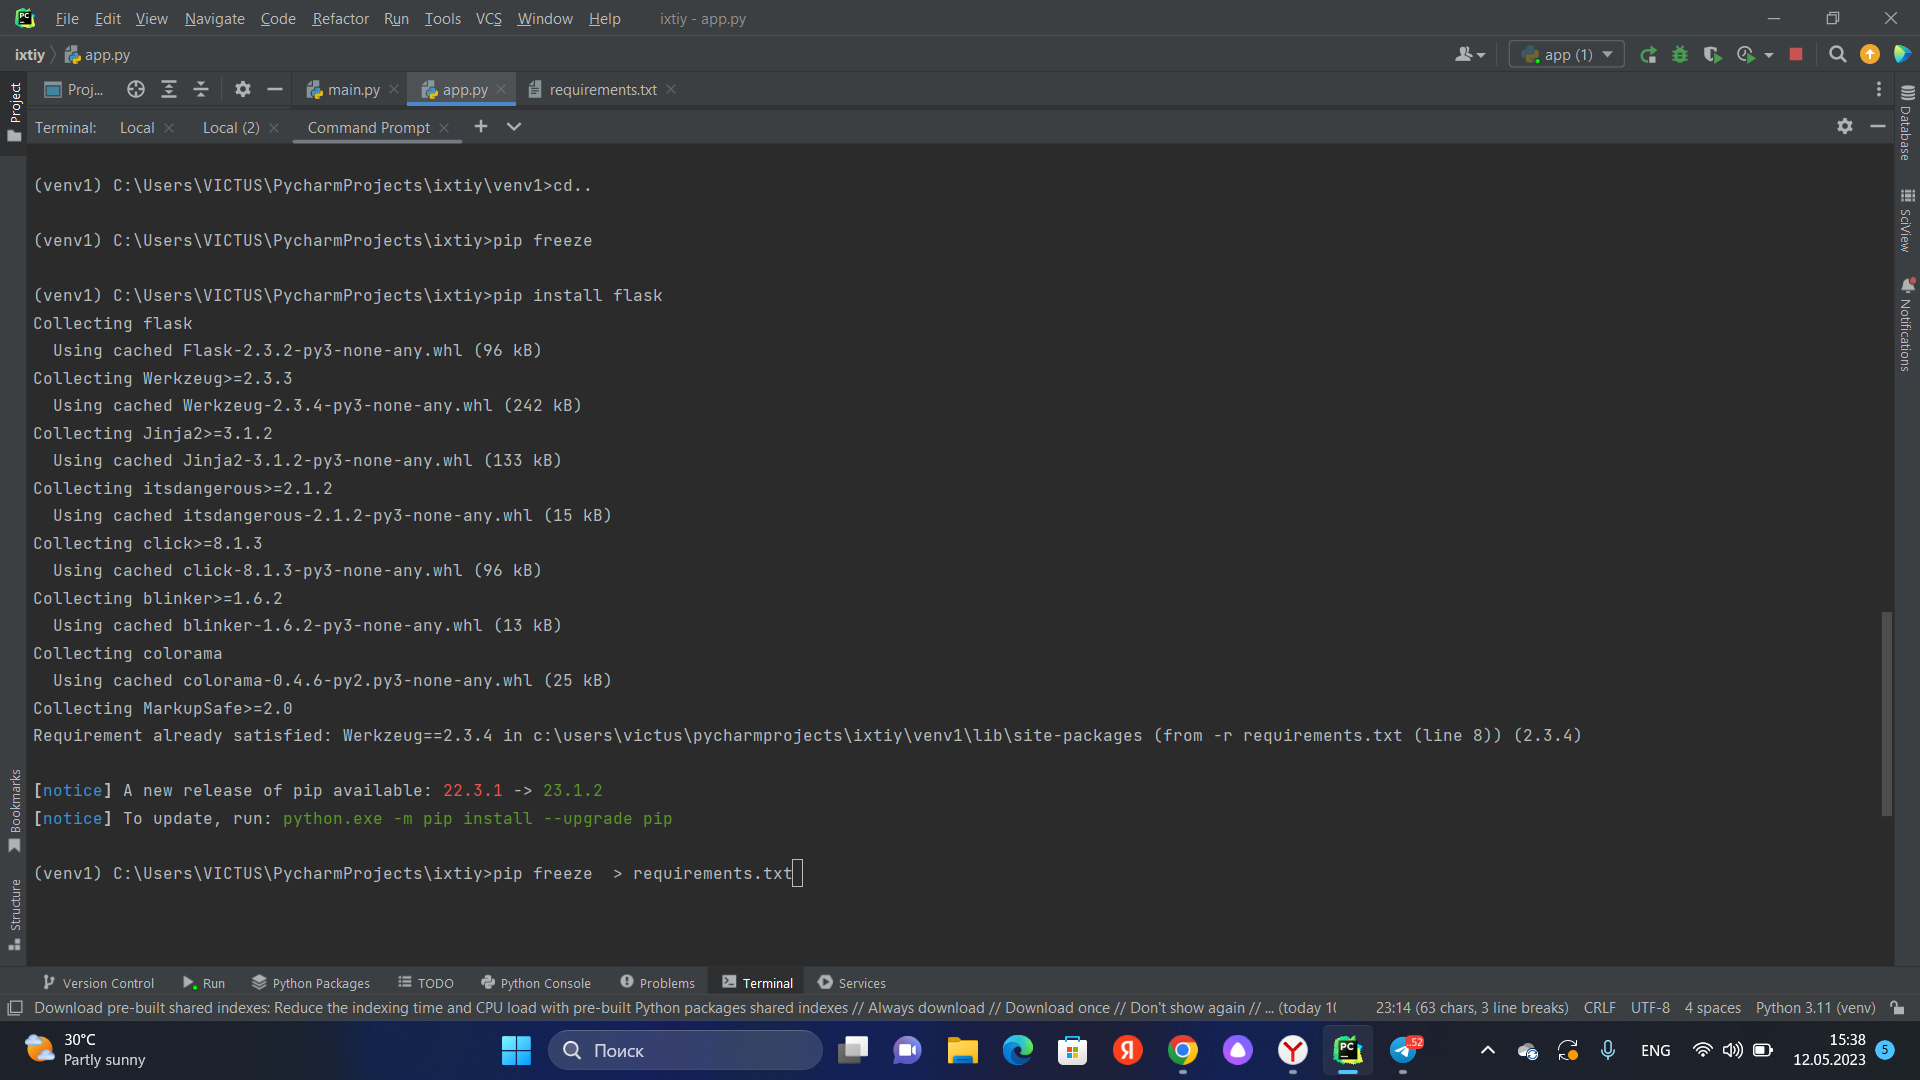 File Edit View Navigate Code Refactor Run Tools VCS Window Help ixtiy - app.py
ixtiy app.py app (1)
Proj... main.py app.py requirements.txt
Terminal: Local Local (2) Command Prompt
(venv1) C:\Users\VICTUS\PycharmProjects\ixtiy\venv1>cd..
(venv1) C:\Users\VICTUS\PycharmProjects\ixtiy>pip freeze
(venv1) C:\Users\VICTUS\PycharmProjects\ixtiy>pip install flask
Collecting flask
Using cached Flask-2.3.2-py3-none-any.whl (96 kB)
Collecting Werkzeug>=2.3.3
Using cached Werkzeug-2.3.4-py3-none-any.whl (242 kB)
Collecting Jinja2>=3.1.2
Using cached Jinja2-3.1.2-py3-none-any.whl (133 kB)
Collecting itsdangerous>=2.1.2
Using cached itsdangerous-2.1.2-py3-none-any.whl (15 kB)
Collecting click>=8.1.3
Using cached click-8.1.3-py3-none-any.whl (96 kB)
Collecting blinker>=1.6.2
Using cached blinker-1.6.2-py3-none-any.whl (13 kB)
Collecting colorama
Using cached colorama-0.4.6-py2.py3-none-any.whl (25 kB)
Collecting MarkupSafe>=2.0
Requirement already satisfied: Werkzeug==2.3.4 in c:\users\victus\pycharmprojects\ixtiy\venv1\lib\site-packages (from -r requirements.txt (line 8)) (2.3.4)
[notice] A new release of pip available: 22.3.1 -> 23.1.2
[notice] To update, run: python.exe -m pip install --upgrade pip
(venv1) C:\Users\VICTUS\PycharmProjects\ixtiy>pip freeze  > requirements.txt
Project
Bookmarks
Structure
Database
SciView
Notifications
Version Control Run Python Packages TODO Python Console Problems Terminal Services
Download pre-built shared indexes: Reduce the indexing time and CPU load with pre-built Python packages shared indexes // Always download // Download once // Don't show again // ... (today 10 23:14 (63 chars, 3 line breaks) CRLF UTF-8 4 spaces Python 3.11 (venv)
30°C
Partly sunny
Поиск
PC
Я
52
ENG
15:38
12.05.2023
5